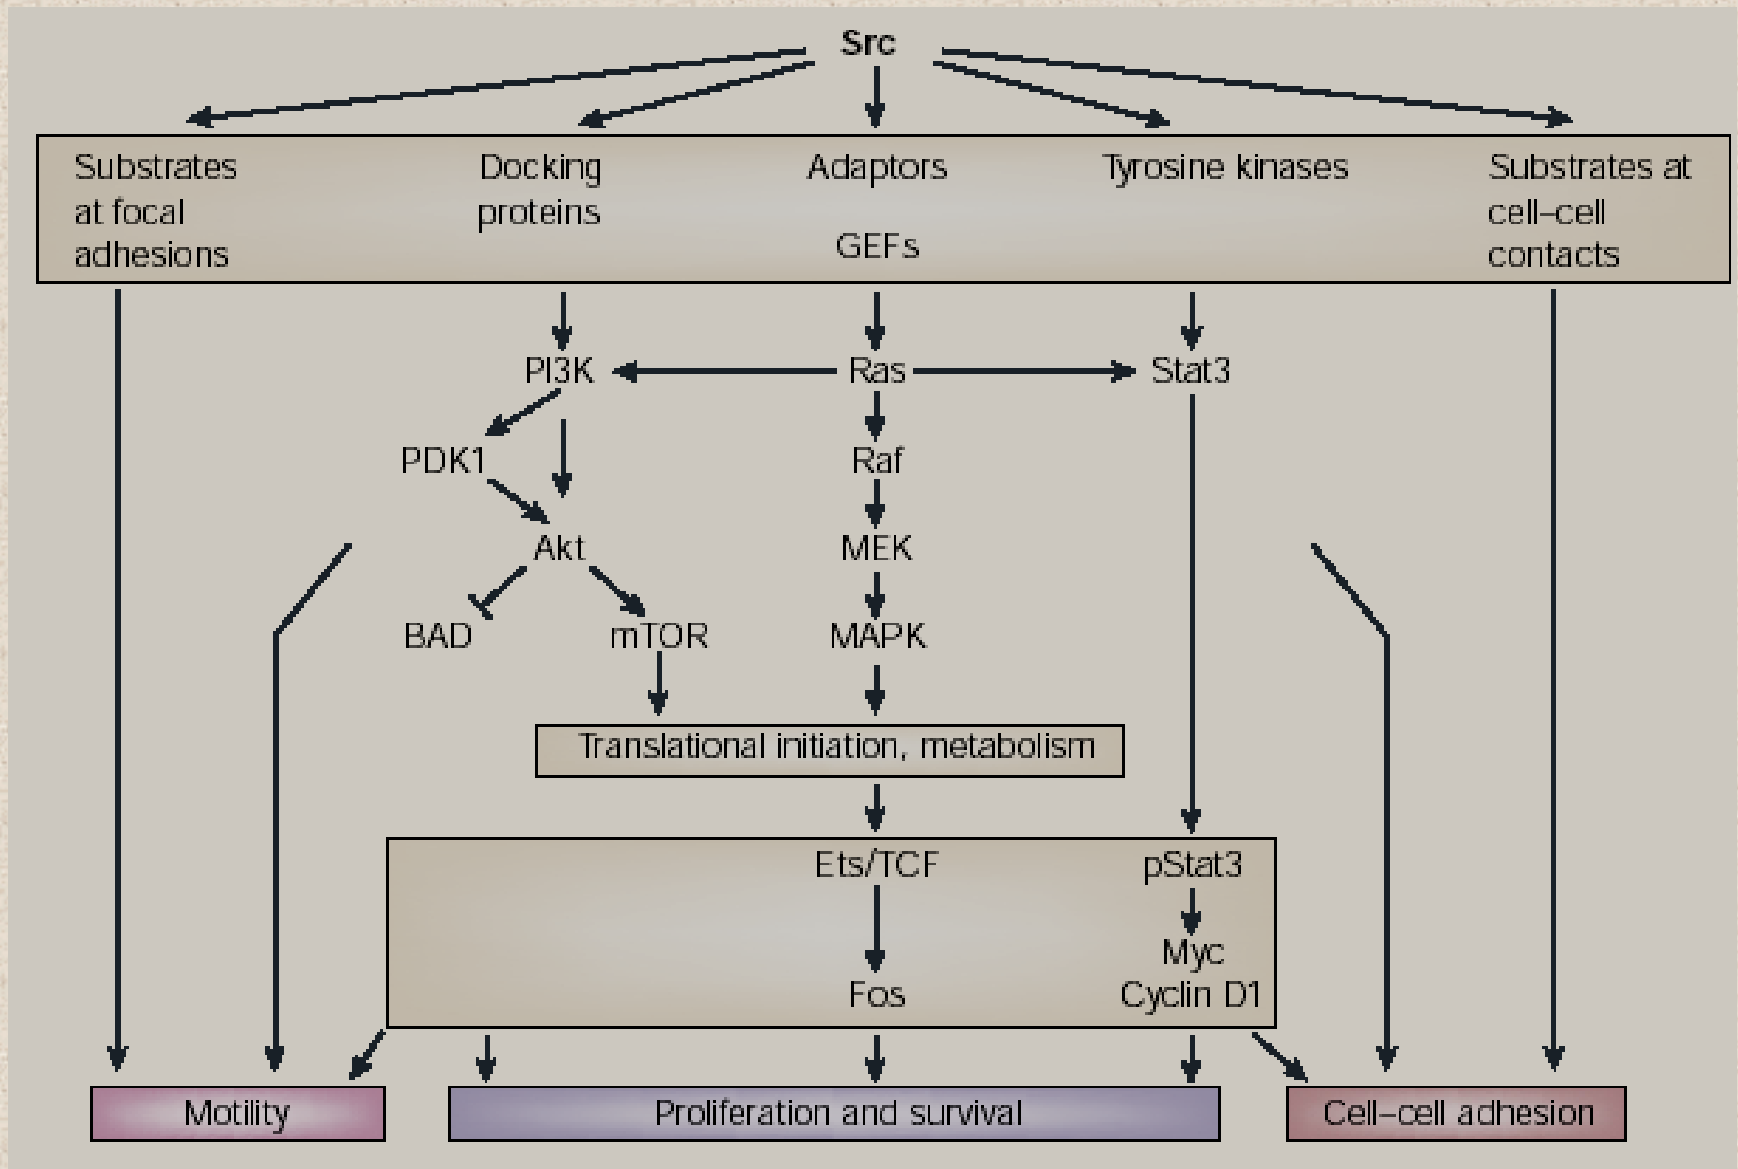 Src
Substrates
at focal
adhesions
Docking
proteins
Adaptors
GEFs
Tyrosine kinases
Substrates at
cell–cell
contacts
PI3K
Ras
Stat3
PDK1
Raf
Akt
MEK
BAD
mTOR
MAPK
Translational initiation, metabolism
Ets/TCF
pStat3
Myc
Fos
Cyclin D1
Motility
Proliferation and survival
Cell–cell adhesion